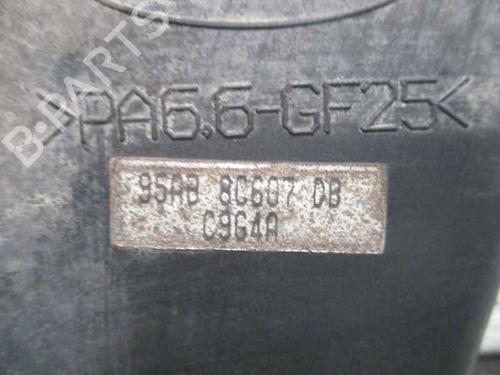 B-PARTS
>PA6.6-GF25<
95AB 8C607 DB
C9G4A